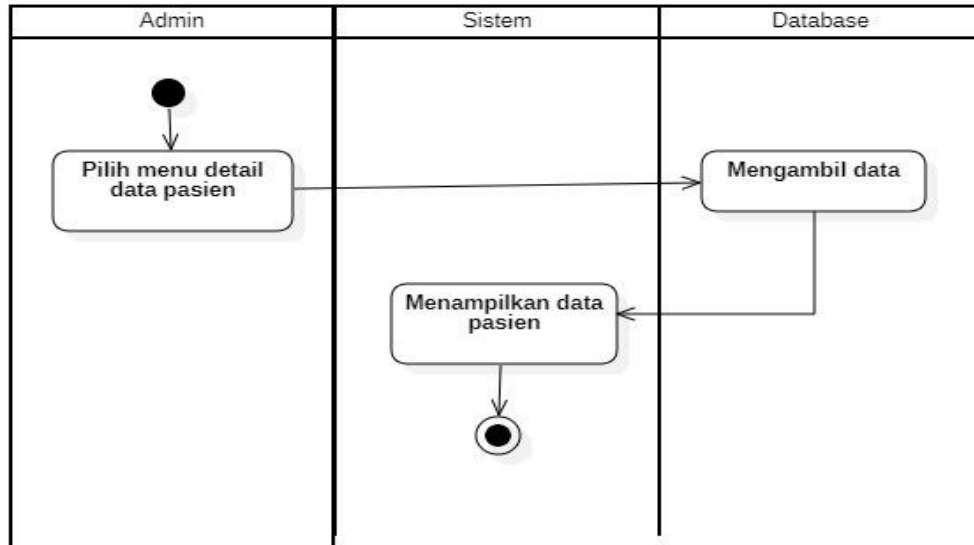 Admin
Sistem
Database
Pilih menu detail
data pasien
Mengambil data
Menampilkan data
pasien